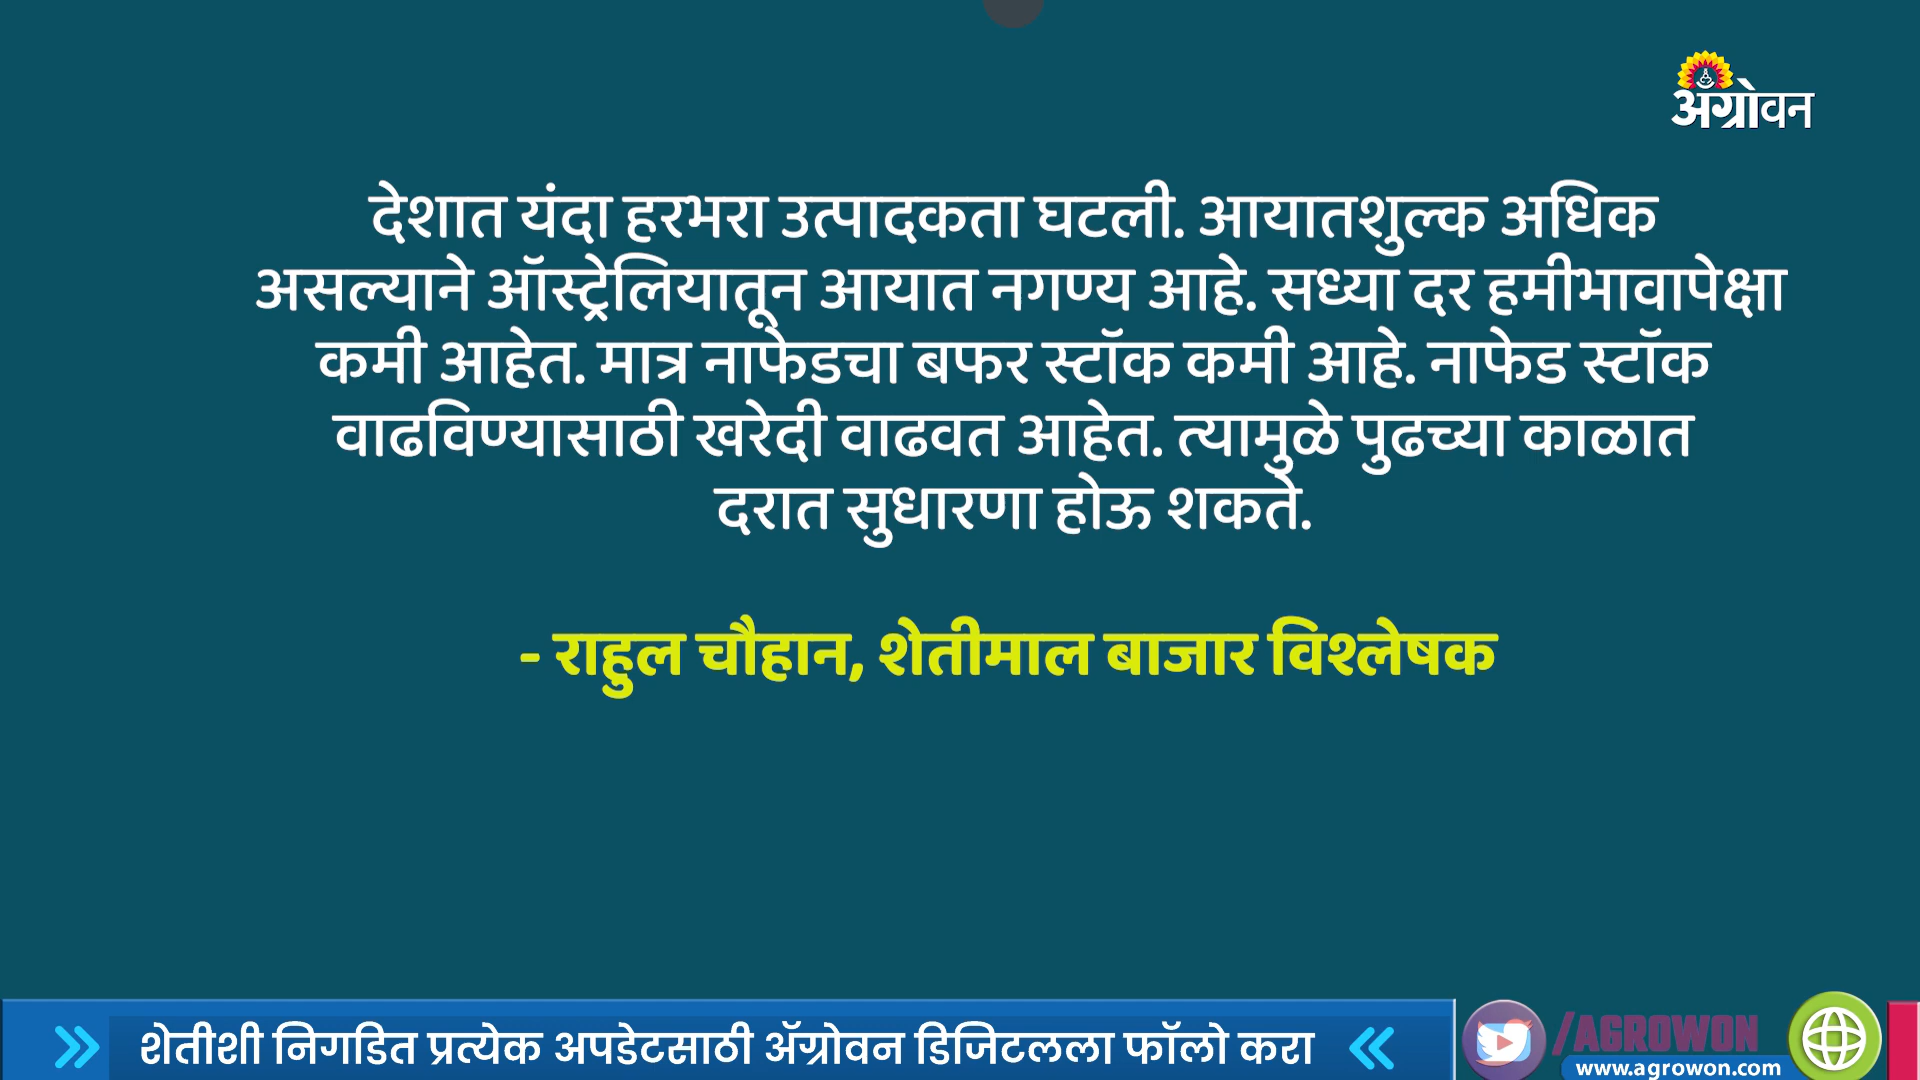 अॅग्रोवन
देशात यंदा हरभरा उत्पादकता घटली. आयातशुल्क अधिक
असल्याने ऑस्ट्रेलियातून आयात नगण्य आहे. सध्या दर हमीभावापेक्षा
कमी आहेत. मात्र नाफेडचा बफर स्टॉक कमी आहे. नाफेड स्टॉक
वाढविण्यासाठी खरेदी वाढवत आहेत. त्यामुळे पुढच्या काळात
दरात सुधारणा होऊ शकते.
- राहुल चौहान, शेतीमाल बाजार विश्लेषक
शेतीशी निगडित प्रत्येक अपडेटसाठी ॲग्रोवन डिजिटलला फॉलो करा
/AGROWON
www.agrowon.com